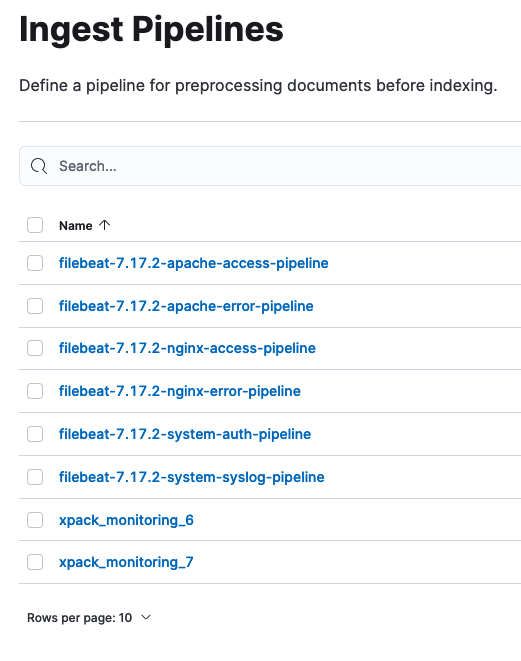 Ingest Pipelines
Define a pipeline for preprocessing documents before indexing.
Search...
Name ↑
filebeat-7.17.2-apache-access-pipeline
filebeat-7.17.2-apache-error-pipeline
filebeat-7.17.2-nginx-access-pipeline
filebeat-7.17.2-nginx-error-pipeline
filebeat-7.17.2-system-auth-pipeline
filebeat-7.17.2-system-syslog-pipeline
xpack_monitoring_6
xpack_monitoring_7
Rows per page: 10